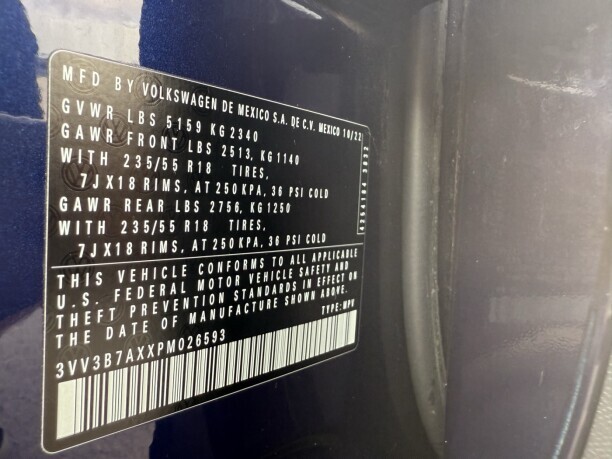 MFD BY VOLKSWAGEN DE MEXICO S.A. DE C.V. MEXICO 10/22
GVWR LBS 5159 KG 2340
GAWR FRONT LBS 2513, KG 1140
WITH 235/55 R18 TIRES,
7JX18 RIMS, AT 250 KPA, 36 PSI COLD
GAWR REAR LBS 2756, KG 1250
WITH 235/55 R18 TIRES,
7JX18 RIMS, AT 250 KPA, 36 PSI COLD
THIS VEHICLE CONFORMS TO ALL APPLICABLE
U.S. FEDERAL MOTOR VEHICLE SAFETY AND
THEFT PREVENTION STANDARDS IN EFFECT ON
THE DATE OF MANUFACTURE SHOWN ABOVE.
TYPE: MPV
3VV3B7AXXPM026593